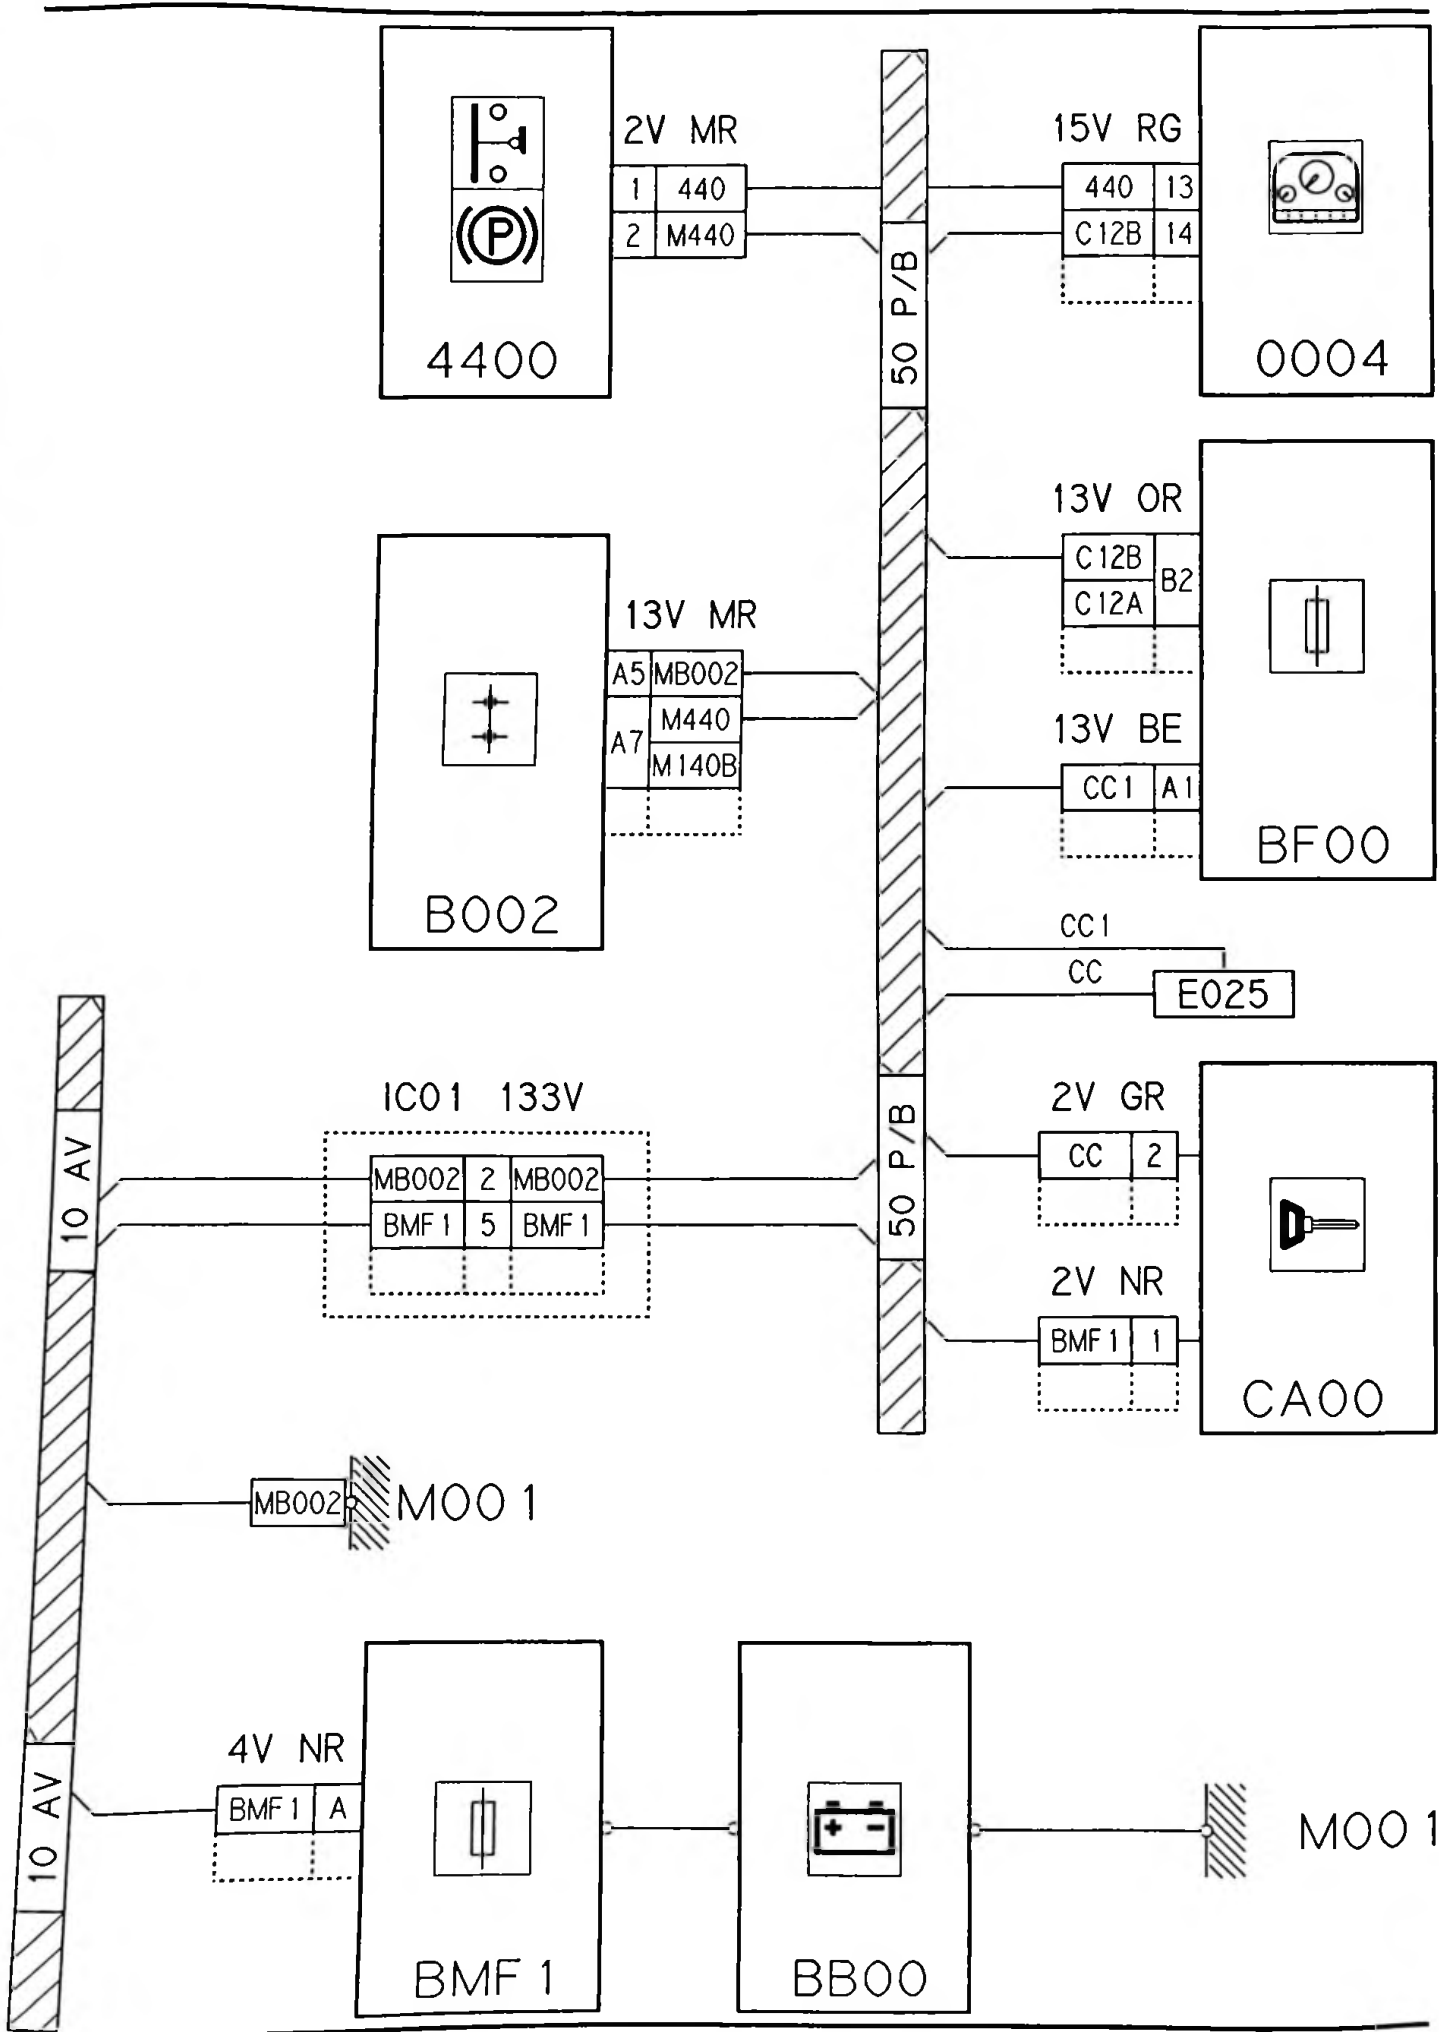 2V MR
1 440
2 M440
P
4400
50 P/B
15V RG
440 13
C12B 14
0004
13V OR
C12B B2
C12A
13V BE
CC1 A1
BF00
13V MR
A5 MB002
A7 M440
M140B
B002
CC1
CC
E025
10 AV
IC01 133V
MB002 2 MB002
BMF1 5 BMF1
50 P/B
2V GR
CC 2
2V NR
BMF1 1
CA00
MB002 M001
10 AV
4V NR
BMF1 A
BMF1
+ -
BB00
M001